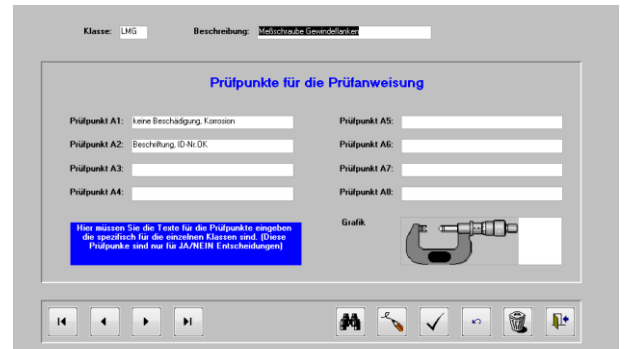 Klasse: LMG Beschreibung: Meßschraube Gewindeflanken
Prüfpunkte für die Prüfanweisung
Prüfpunkt A1: keine Beschädigung, Korrosion Prüfpunkt A5:
Prüfpunkt A2: Beschriftung, ID-Nr.OK Prüfpunkt A6:
Prüfpunkt A3: Prüfpunkt A7:
Prüfpunkt A4: Prüfpunkt A8:
Hier müssen Sie die Texte für die Prüfpunkte eingeben
die spezifisch für die einzelnen Klassen sind. (Diese
Prüfpunke sind nur für JA/NEIN Entscheidungen)
Grafik